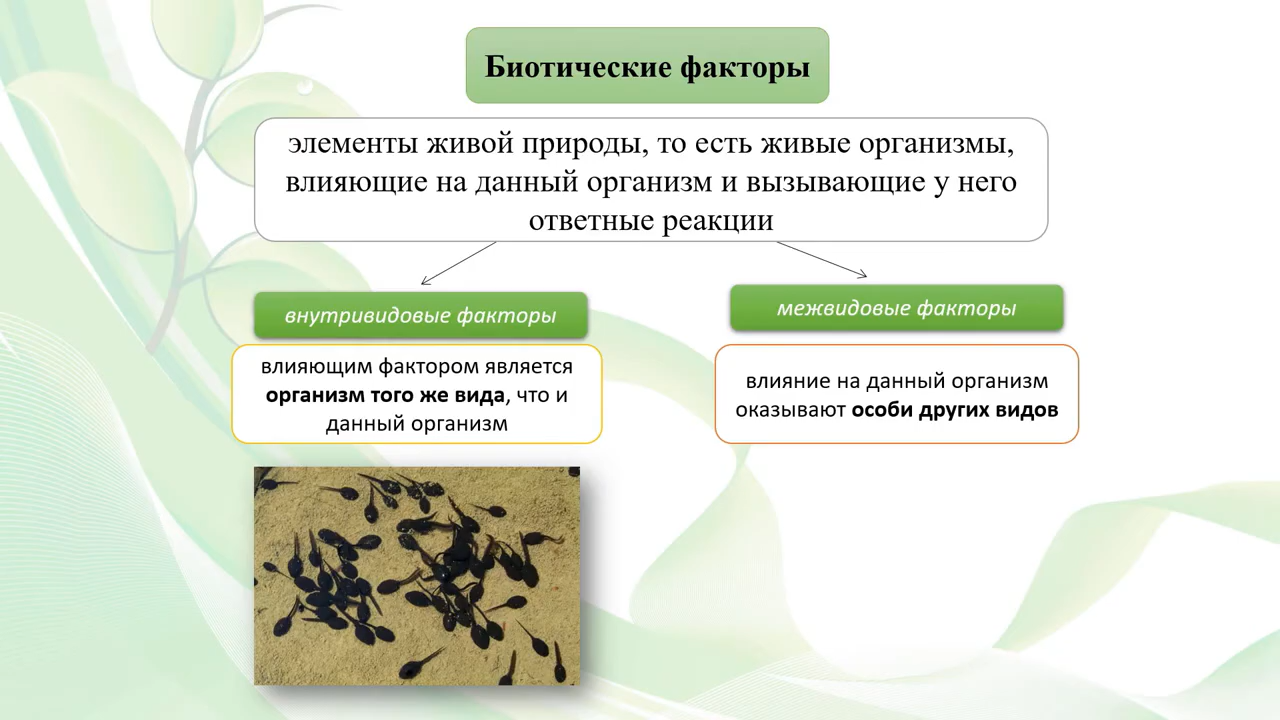 Биотические факторы
элементы живой природы, то есть живые организмы,
влияющие на данный организм и вызывающие у него
ответные реакции
внутривидовые факторы
влияющим фактором является
организм того же вида, что и
данный организм
межвидовые факторы
влияние на данный организм
оказывают особи других видов